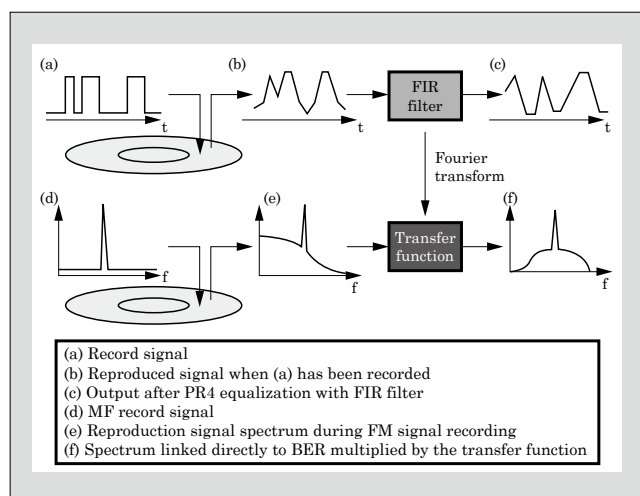 (a)
(b)
(c)
FIR
filter
t
t
t
Fourier
transform
(d)
(e)
(f)
Transfer
function
f
f
f
(a) Record signal
(b) Reproduced signal when (a) has been recorded
(c) Output after PR4 equalization with FIR filter
(d) MF record signal
(e) Reproduction signal spectrum during FM signal recording
(f) Spectrum linked directly to BER multiplied by the transfer function